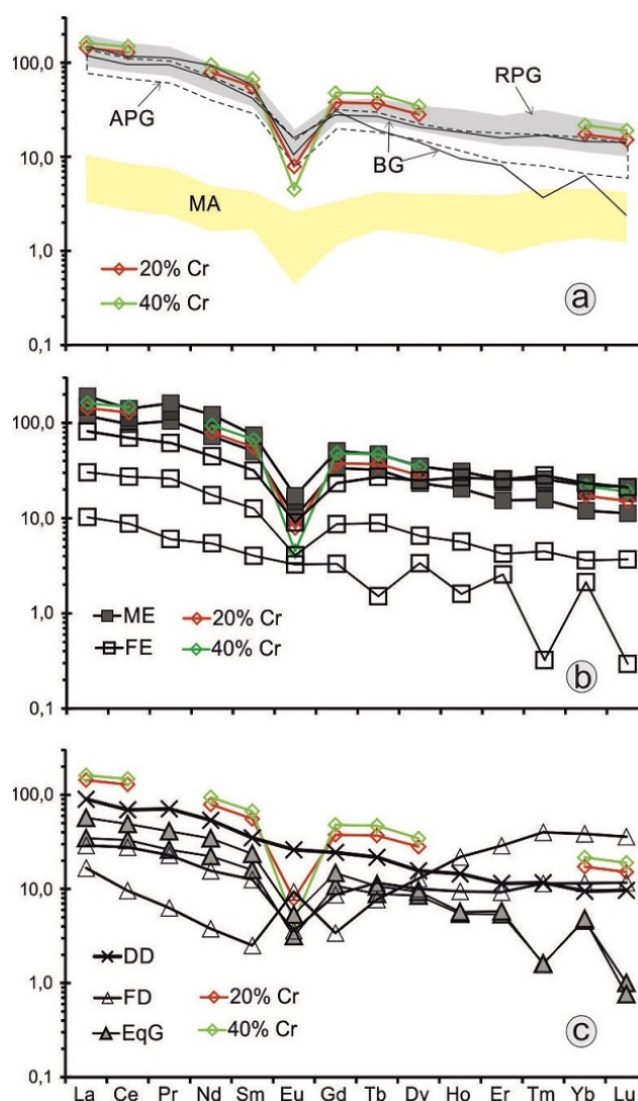 100,0
RPG
APG
10,0
BG
MA
1,0
20% Cr
40% Cr
a
0,1
100,0
10,0
1,0
ME 20% Cr
FE 40% Cr
b
0,1
100,0
10,0
DD
1,0
FD 20% Cr
EqG 40% Cr
c
0,1
La Ce Pr Nd Sm Eu Gd Tb Dy Ho Er Tm Yb Lu